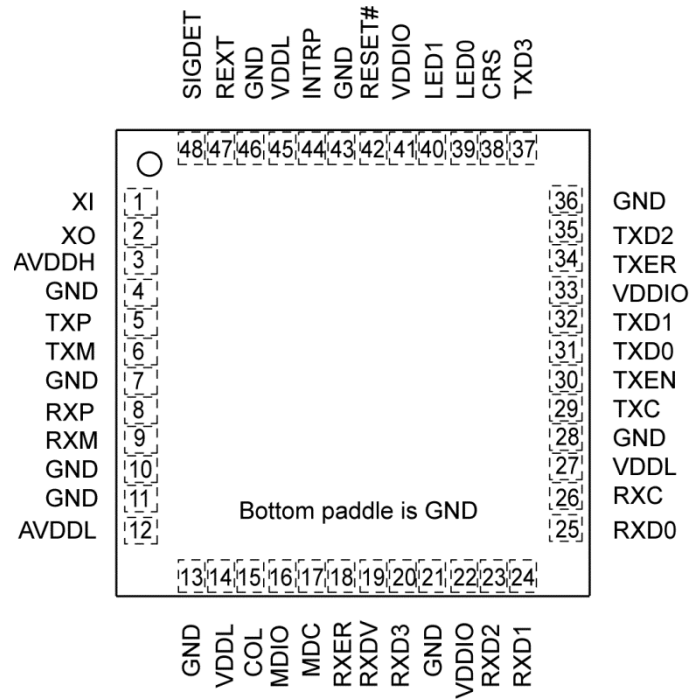 SIGDET
REXT
GND
VDDL
INTRP
GND
RESET#
VDDIO
LED1
LED0
CRS
TXD3
48 47 46 45 44 43 42 41 40 39 38 37
XI 1
XO 2
AVDDH 3
GND 4
TXP 5
TXM 6
GND 7
RXP 8
RXM 9
GND 10
GND 11
AVDDL 12
36 GND
35 TXD2
34 TXER
33 VDDIO
32 TXD1
31 TXD0
30 TXEN
29 TXC
28 GND
27 VDDL
26 RXC
25 RXD0
Bottom paddle is GND
13 14 15 16 17 18 19 20 21 22 23 24
GND
VDDL
COL
MDIO
MDC
RXER
RXDV
RXD3
GND
VDDIO
RXD2
RXD1